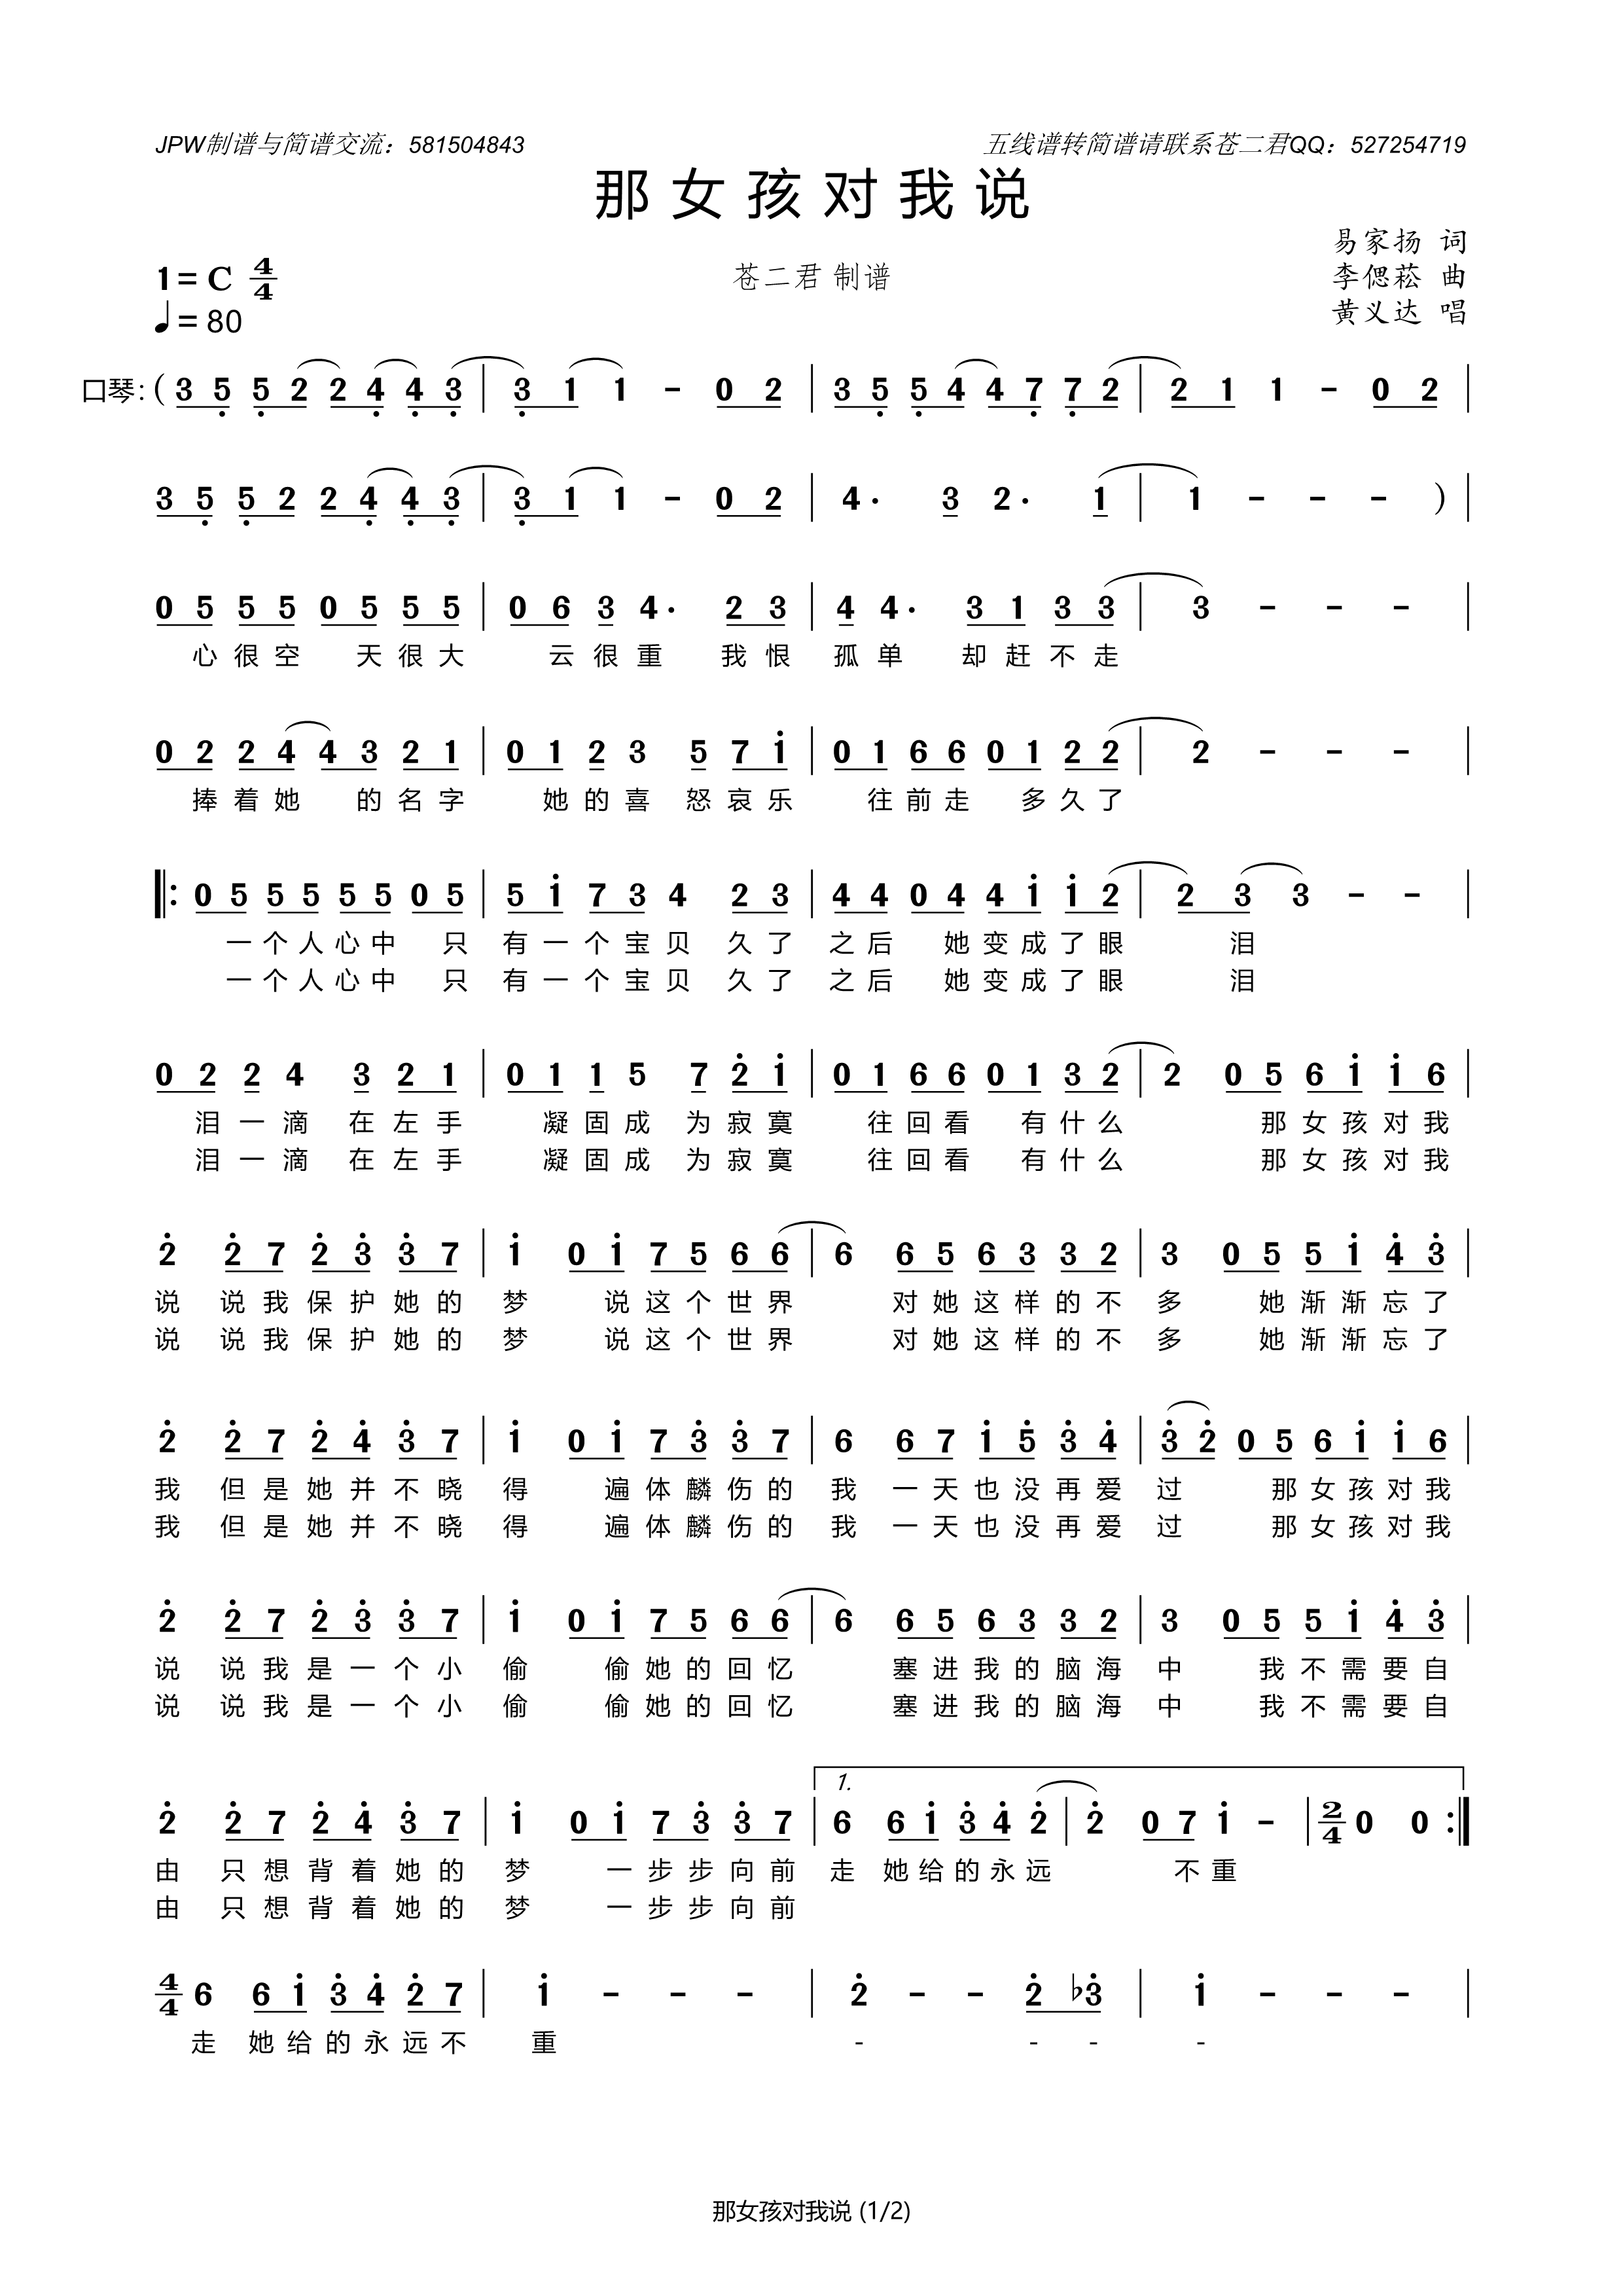 JPW制谱与简谱交流：581504843 五线谱转简谱请联系苍二君QQ：527254719
那女孩对我说
易家扬 词
1=C 4/4 苍二君 制谱 李偲菘 曲
♩=80 黄义达 唱
口琴：( 3 5̣ 5̣ 2 2 4̣ 4̣ 3̣ | 3̣ 1 1 - 0 2 | 3 5̣ 5̣ 4 4 7̣ 7̣ 2 | 2 1 1 - 0 2 |
3 5̣ 5̣ 2 2 4̣ 4̣ 3̣ | 3̣ 1 1 - 0 2 | 4· 3 2· 1 | 1 - - - ) |
0 5 5 5 0 5 5 5 | 0 6 3 4· 2 3 | 4 4· 3 1 3 3 | 3 - - - |
心很空 天很大 云很重 我恨 孤单 却赶不走
0 2 2 4 4 3 2 1 | 0 1 2 3 5 7 i̇ | 0 1 6 6 0 1 2 2 | 2 - - - |
捧着她 的名字 她的喜 怒哀乐 往前走 多久了
|: 0 5 5 5 5 5 0 5 | 5 i̇ 7 3 4 2 3 | 4 4 0 4 4 i̇ i̇ 2 | 2 3 3 - - |
一个人心中 只 有一个宝贝 久了 之后 她变成了眼 泪
一个人心中 只 有一个宝贝 久了 之后 她变成了眼 泪
0 2 2 4 3 2 1 | 0 1 1 5 7 2̇ i̇ | 0 1 6 6 0 1 3 2 | 2 0 5 6 i̇ i̇ 6 |
泪一滴 在左手 凝固成 为寂寞 往回看 有什么 那女孩对我
泪一滴 在左手 凝固成 为寂寞 往回看 有什么 那女孩对我
2̇ 2̇ 7 2̇ 3̇ 3̇ 7 | i̇ 0 i̇ 7 5 6 6 | 6 6 5 6 3 3 2 | 3 0 5 5 i̇ 4̇ 3̇ |
说 说我保护她的 梦 说这个世界 对她这样的不 多 她渐渐忘了
说 说我保护她的 梦 说这个世界 对她这样的不 多 她渐渐忘了
2̇ 2̇ 7 2̇ 4̇ 3̇ 7 | i̇ 0 i̇ 7 3̇ 3̇ 7 | 6 6 7 i̇ 5̇ 3̇ 4̇ | 3̇ 2̇ 0 5 6 i̇ i̇ 6 |
我 但是她并不晓 得 遍体麟伤的 我 一天也没再爱 过 那女孩对我
我 但是她并不晓 得 遍体麟伤的 我 一天也没再爱 过 那女孩对我
2̇ 2̇ 7 2̇ 3̇ 3̇ 7 | i̇ 0 i̇ 7 5 6 6 | 6 6 5 6 3 3 2 | 3 0 5 5 i̇ 4̇ 3̇ |
说 说我是一个小 偷 偷她的回忆 塞进我的脑海 中 我不需要自
说 说我是一个小 偷 偷她的回忆 塞进我的脑海 中 我不需要自
1.
2̇ 2̇ 7 2̇ 4̇ 3̇ 7 | i̇ 0 i̇ 7 3̇ 3̇ 7 | 6 6 i̇ 3̇ 4̇ 2̇ | 2̇ 0 7 i̇ - | 2/4 0 0 :|
由 只想背着她的 梦 一步步向前 走 她给的永远 不重
由 只想背着她的 梦 一步步向前
4/4 6 6 i̇ 3̇ 4̇ 2̇ 7 | i̇ - - - | 2̇ - - 2̇ ♭3̇ | i̇ - - - |
走 她给的永远不 重 - - - -
那女孩对我说 (1/2)